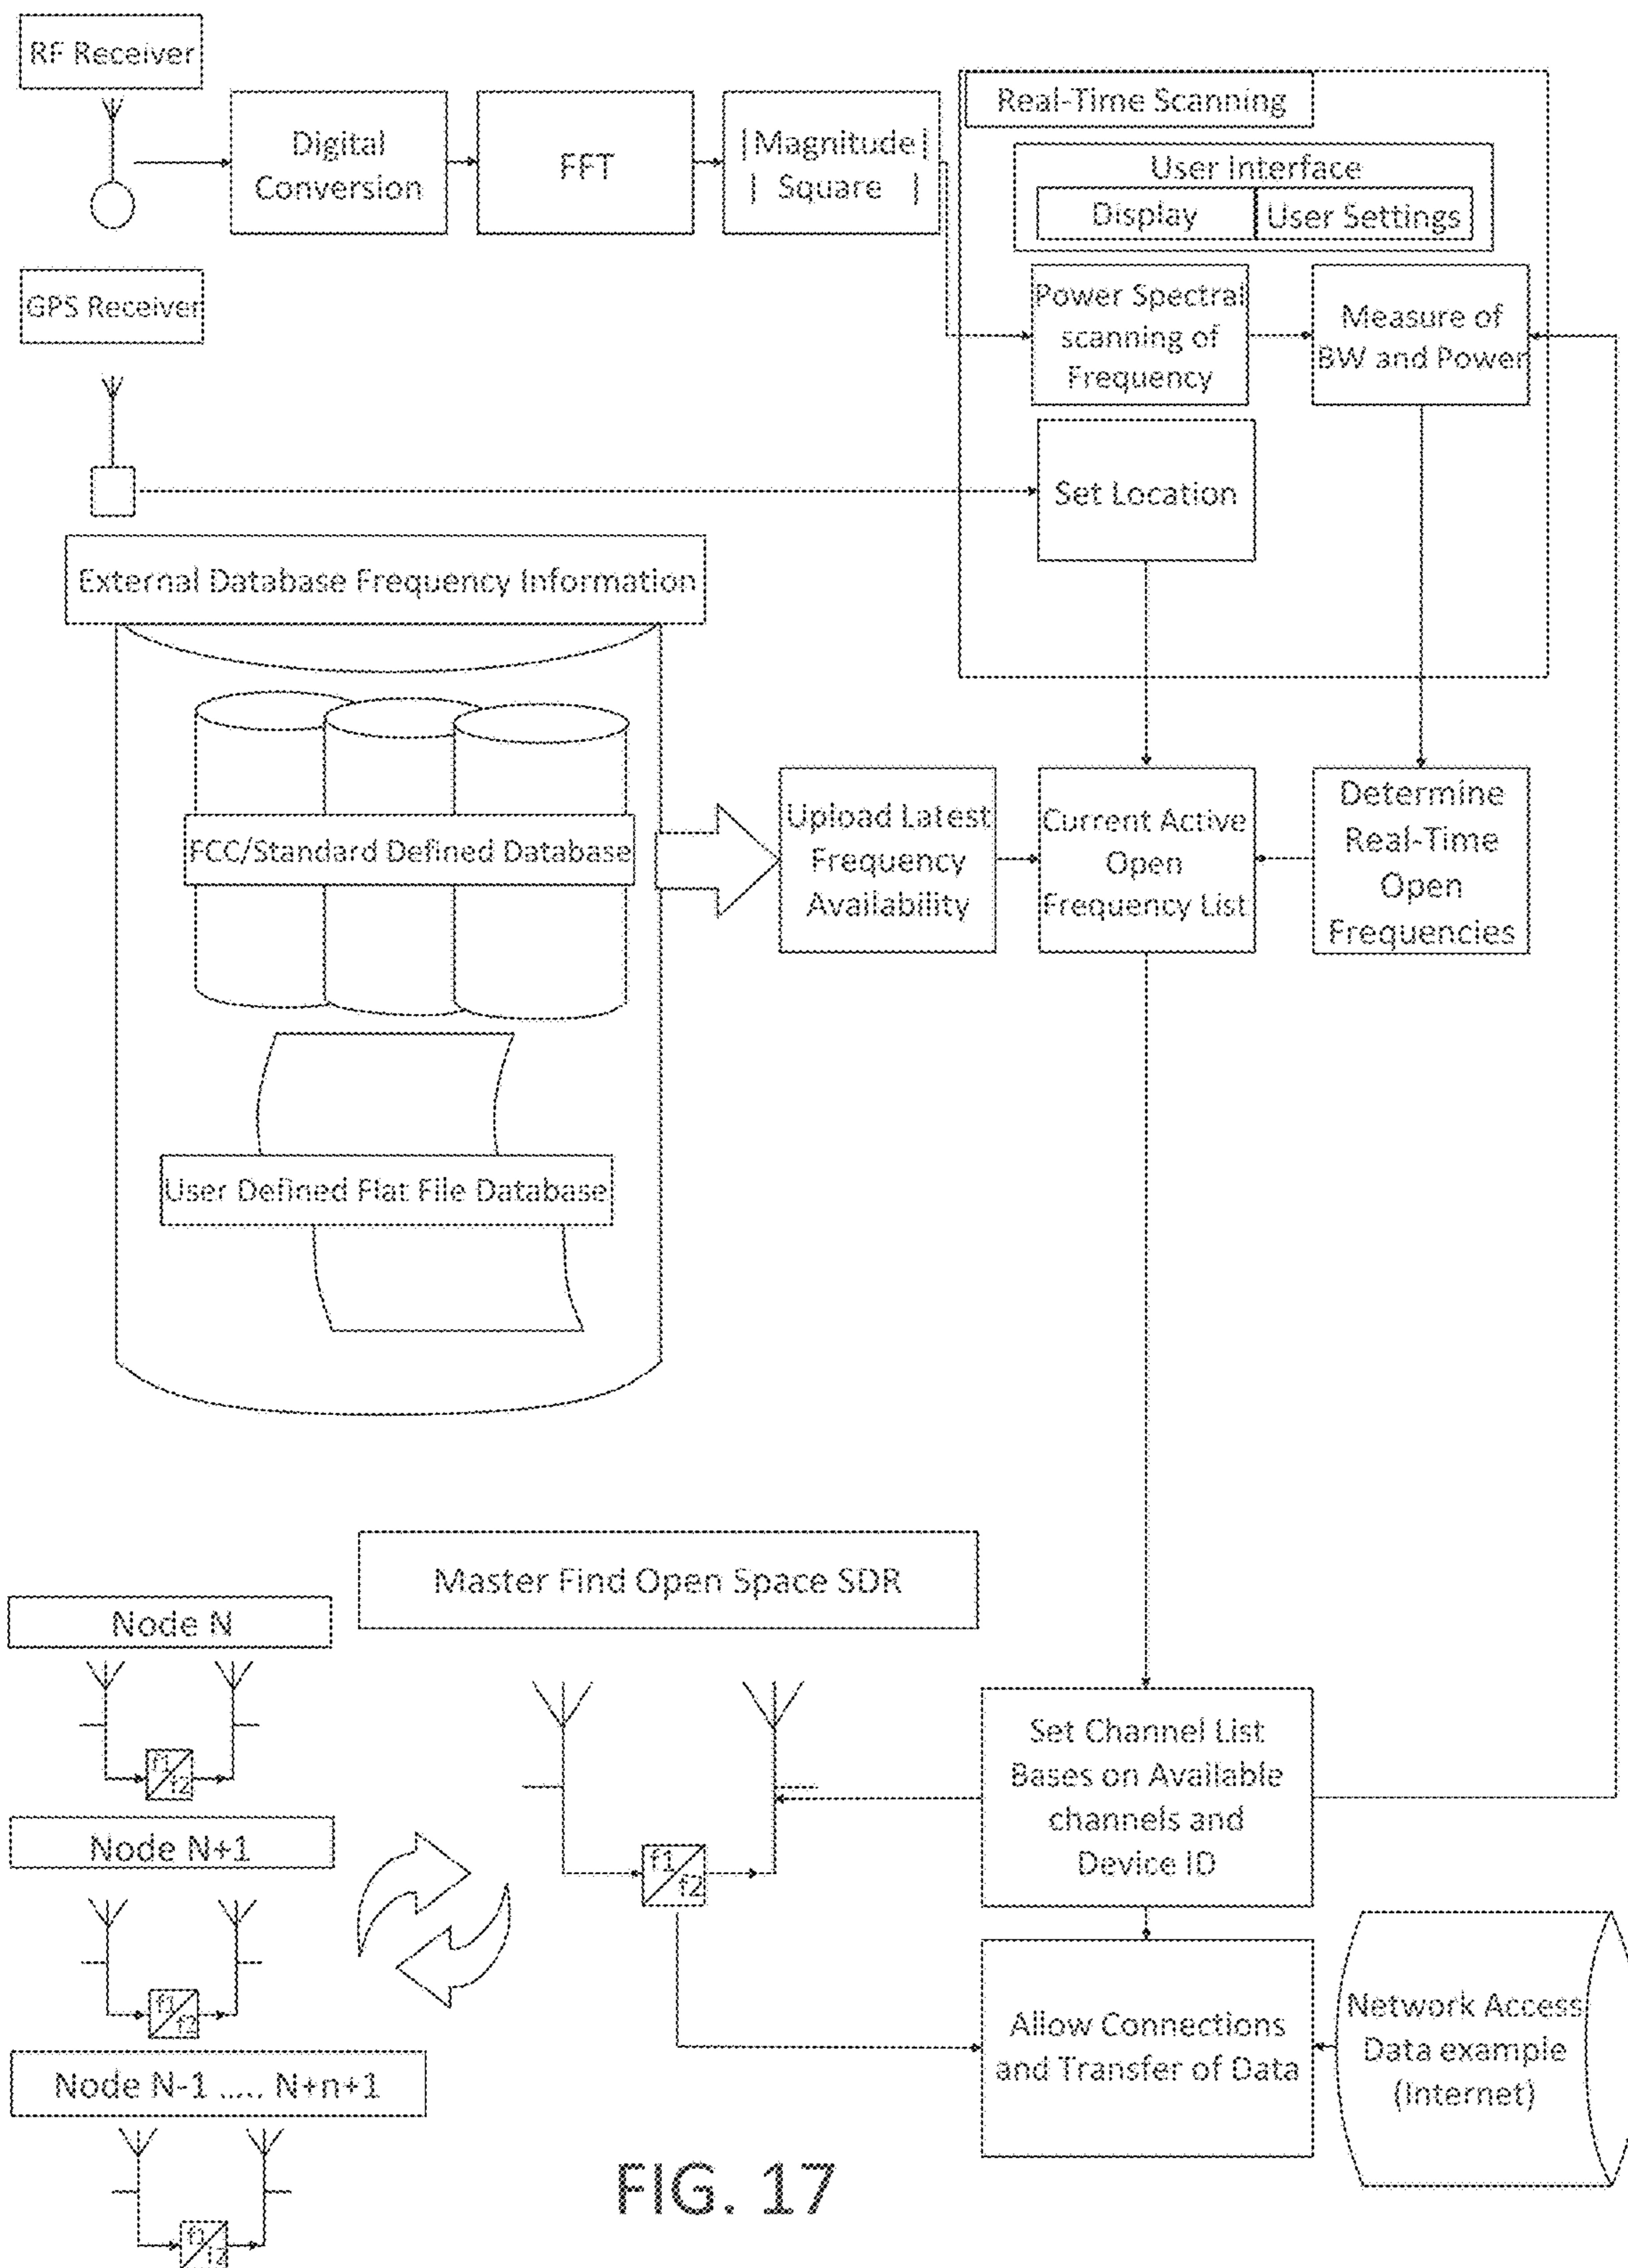 RF Receiver
Digital
Conversion
FFT
|Magnitude|
| Square |
Real-Time Scanning
User Interface
Display
User Settings
GPS Receiver
Power Spectral
scanning of
Frequency
Measure of
BW and Power
Set Location
External Database Frequency Information
FCC/Standard Defined Database
Upload Latest
Frequency
Availability
Current Active
Open
Frequency List
Determine
Real-Time
Open
Frequencies
User Defined Flat File Database
Master Find Open Space SDR
Node N
f1
f2
Node N+1
f1
f2
Node N-1 ..... N+n+1
f1
f2
f1
f2
Set Channel List
Bases on Available
channels and
Device ID
Allow Connections
and Transfer of Data
Network Access
Data example
(Internet)
FIG. 17